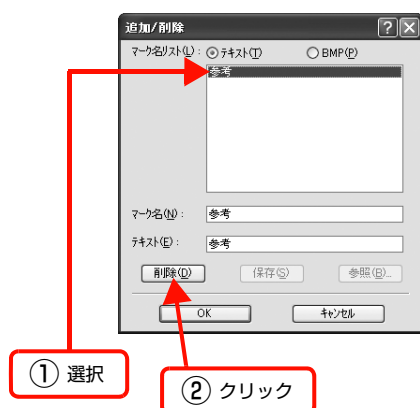 追加/削除
マーク名リスト(L): テキスト(T) BMP(P)
参考
マーク名(N): 参考
テキスト(E): 参考
削除(D) 保存(S) 参照(B)...
OK キャンセル
① 選択
② クリック